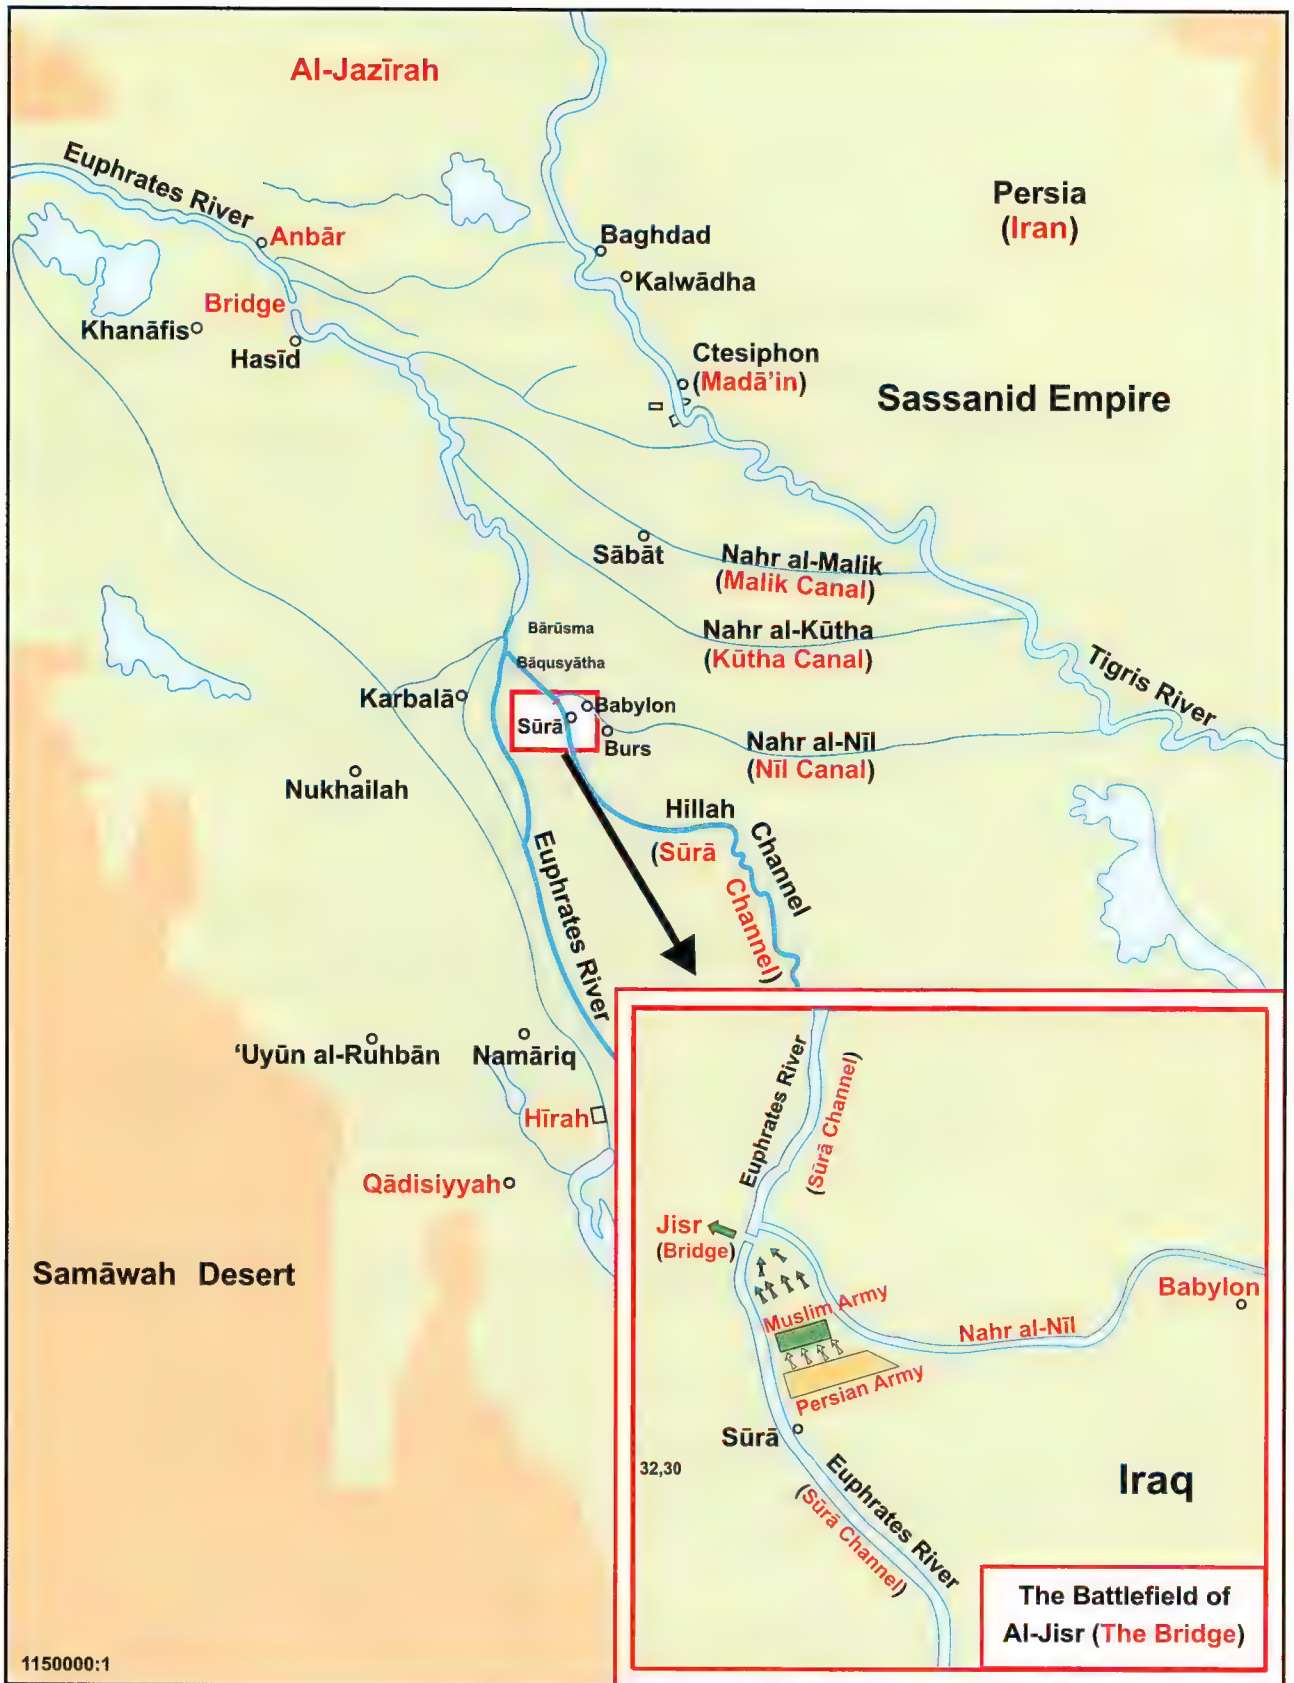 Al-Jazīrah
Euphrates River
Anbār
Persia
(Iran)
Baghdad
Kalwādha
Bridge
Khanāfis
Hasīd
Ctesiphon
(Madā'in)
Sassanid Empire
Sābāt
Nahr al-Malik
(Malik Canal)
Bārūsma
Nahr al-Kūtha
(Kūtha Canal)
Bāqusyātha
Tigris River
Karbalā
Babylon
Sūrā
Burs
Nahr al-Nīl
(Nīl Canal)
Nukhailah
Hillah Channel
(Sūrā Channel)
Euphrates River
'Uyūn al-Ruhbān
Namāriq
Hīrah
Qādisiyyah
Samāwah Desert
1150000:1
Euphrates River
(Sūrā Channel)
Jisr
(Bridge)
Babylon
Muslim Army
Nahr al-Nīl
Persian Army
Sūrā
32,30
Iraq
Euphrates River
(Sūrā Channel)
The Battlefield of
Al-Jisr (The Bridge)